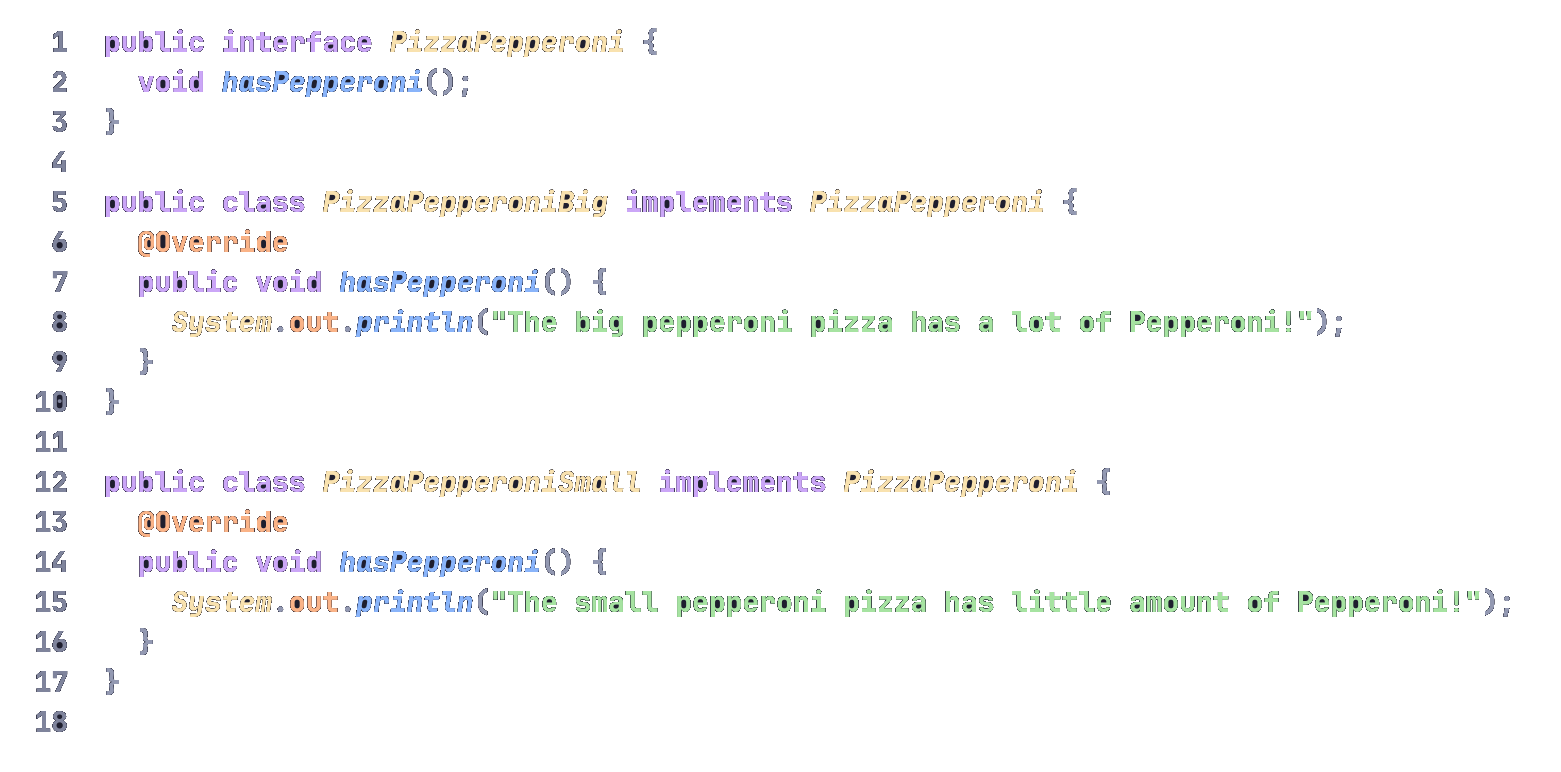 1 public interface PizzaPepperoni {
2   void hasPepperoni();
3 }
4
5 public class PizzaPepperoniBig implements PizzaPepperoni {
6   @Override
7   public void hasPepperoni() {
8     System.out.println("The big pepperoni pizza has a lot of Pepperoni!");
9   }
10 }
11
12 public class PizzaPepperoniSmall implements PizzaPepperoni {
13   @Override
14   public void hasPepperoni() {
15     System.out.println("The small pepperoni pizza has little amount of Pepperoni!");
16   }
17 }
18